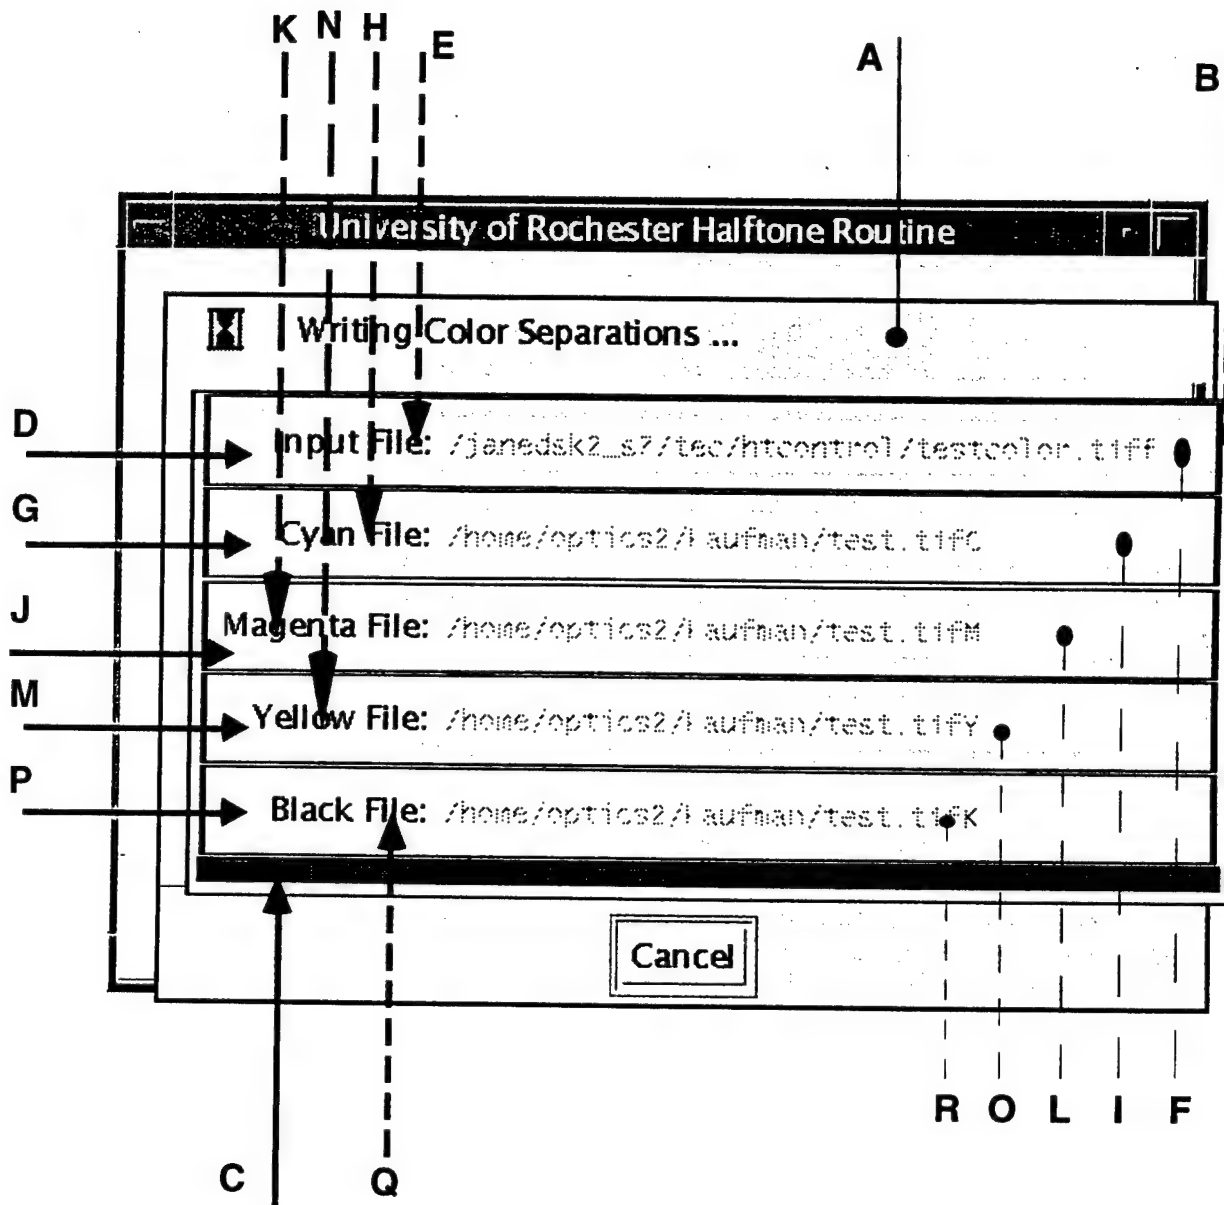 K N H E A B
University of Rochester Halftone Routine
Writing Color Separations ...
D
Input File: /janedsk2_s7/tec/htcontrol/testcolor.tiff
G
Cyan File: /home/optics2/kaufman/test.tifC
J
Magenta File: /home/optics2/kaufman/test.tifM
M
Yellow File: /home/optics2/kaufman/test.tifY
P
Black File: /home/optics2/kaufman/test.tifK
Cancel
R O L I F
C Q